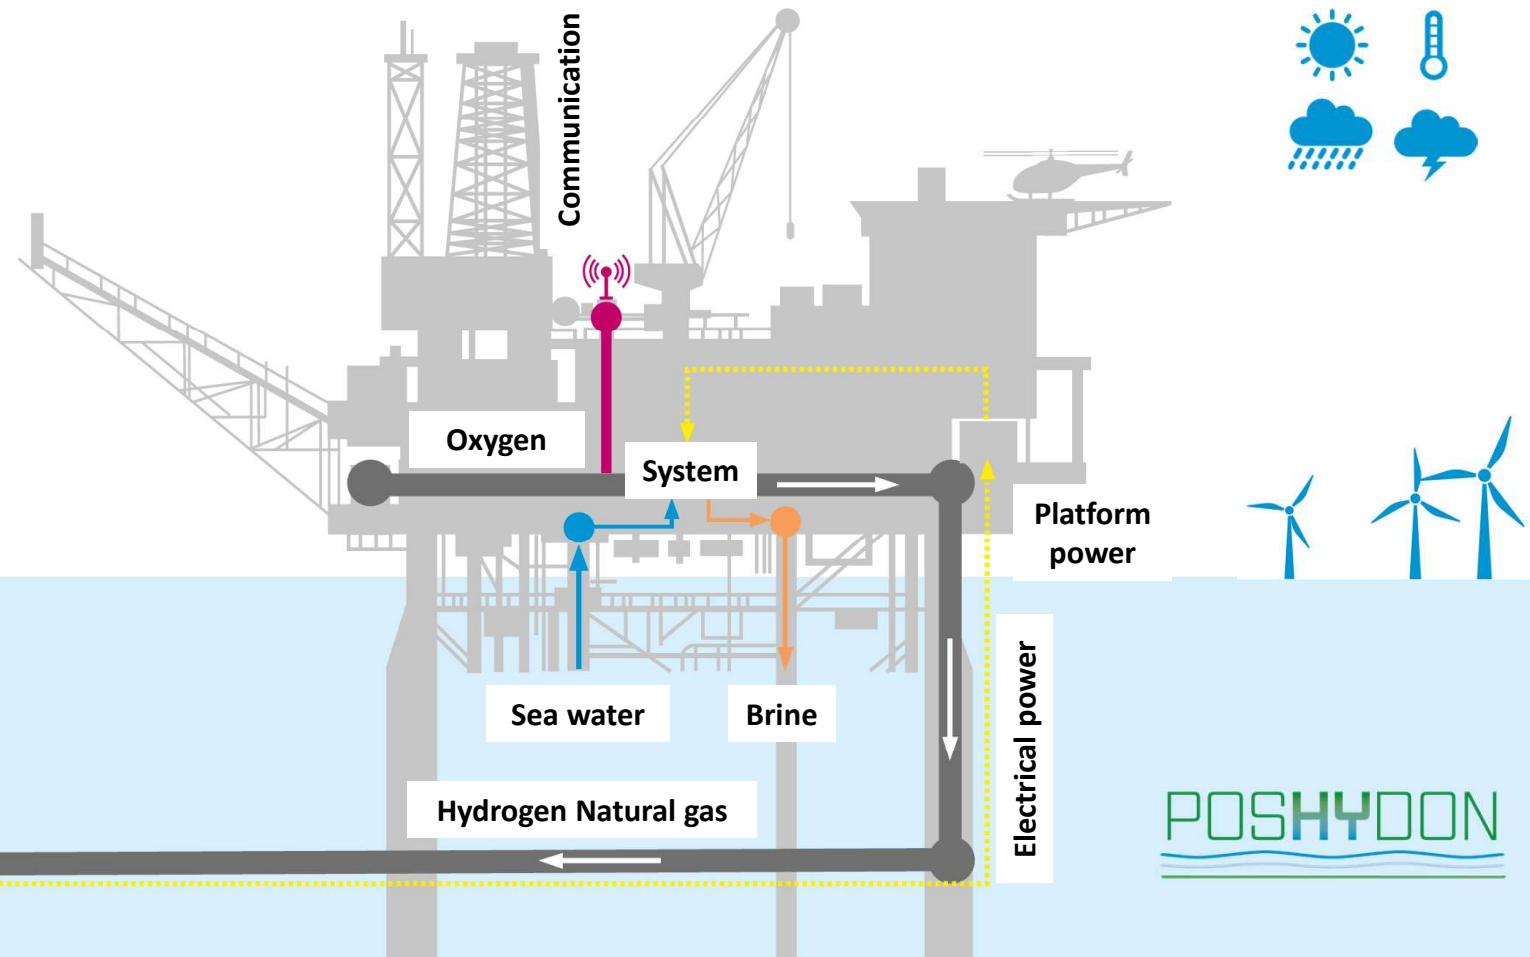 Communication
Oxygen
System
Platform
power
Sea water
Brine
Electrical power
Hydrogen Natural gas
POSHYDON